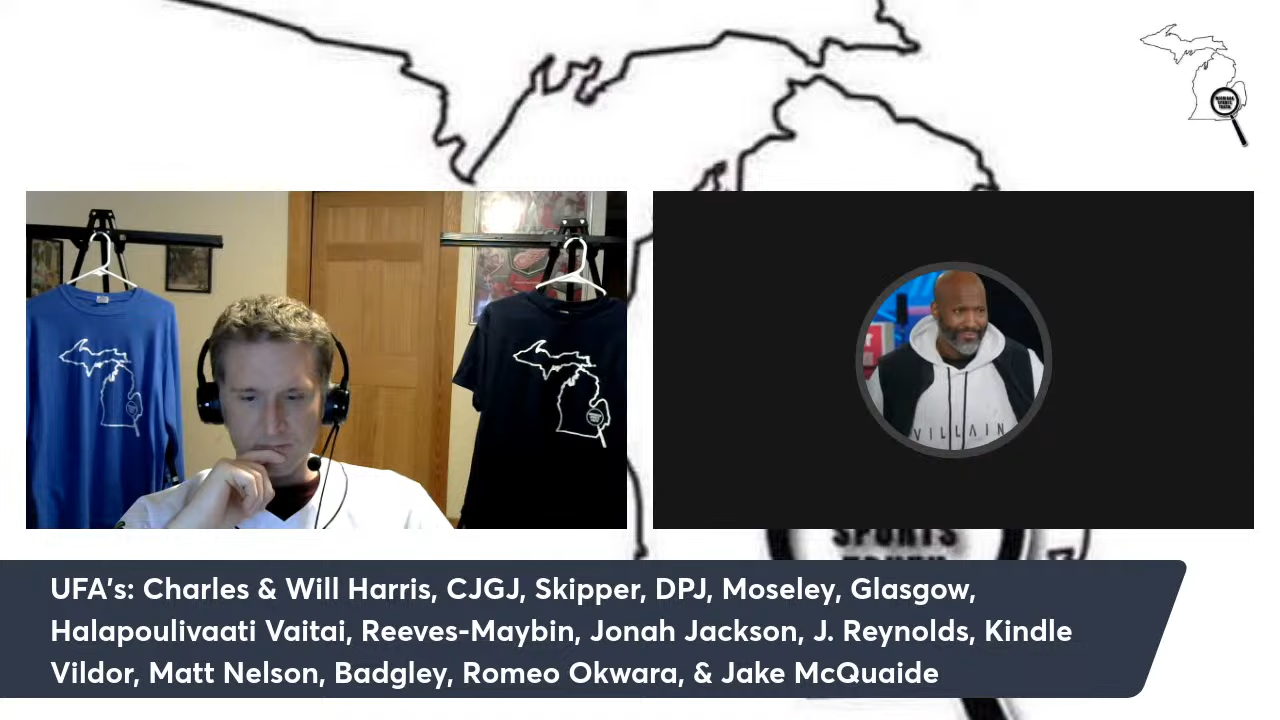 VILLAIN
SPORTS
UFA's: Charles & Will Harris, CJGJ, Skipper, DPJ, Moseley, Glasgow,
Halapoulivaati Vaitai, Reeves-Maybin, Jonah Jackson, J. Reynolds, Kindle
Vildor, Matt Nelson, Badgley, Romeo Okwara, & Jake McQuaide